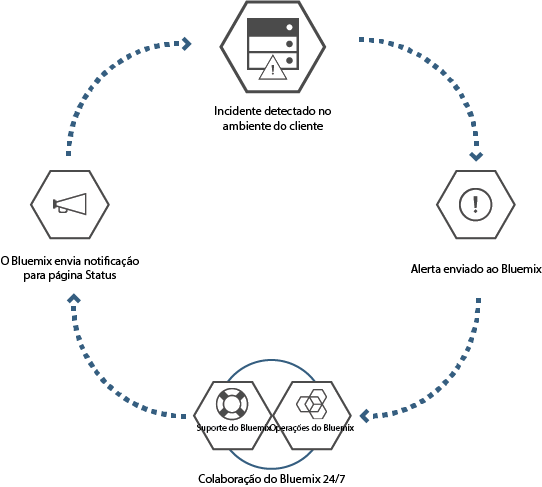 Incidente detectado no
ambiente do cliente
O Bluemix envia notificação
para página Status
Alerta enviado ao Bluemix
Suporte do Bluemix
Operações do Bluemix
Colaboração do Bluemix 24/7